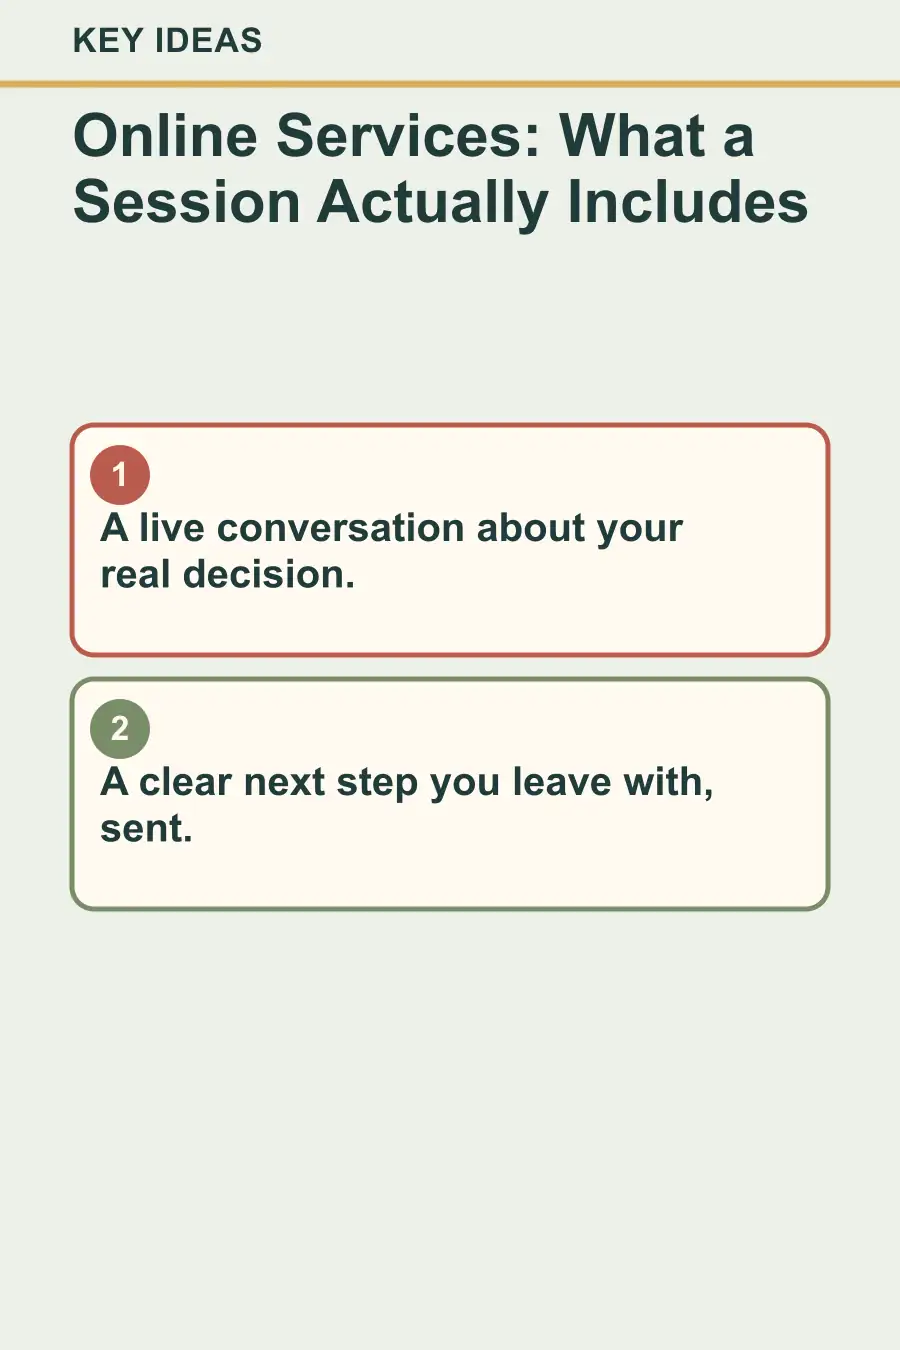 KEY IDEAS
Online Services: What a
Session Actually Includes
1
A live conversation about your
real decision.
2
A clear next step you leave with,
sent.